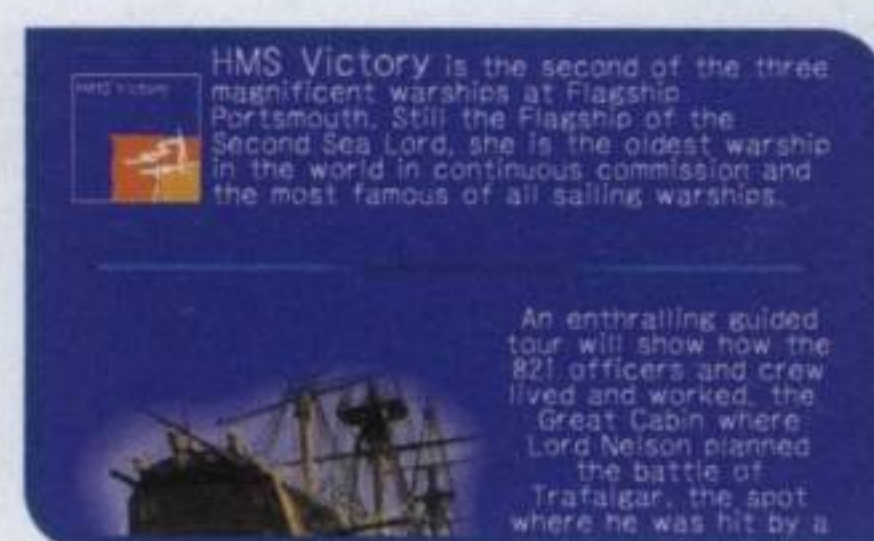 HMS Victory
HMS Victory is the second of the three
magnificent warships at Flagship
Portsmouth. Still the Flagship of the
Second Sea Lord, she is the oldest warship
in the world in continuous commission and
the most famous of all sailing warships.
An enthralling guided
tour will show how the
821 officers and crew
lived and worked, the
Great Cabin where
Lord Nelson planned
the battle of
Trafalgar, the spot
where he was hit by a